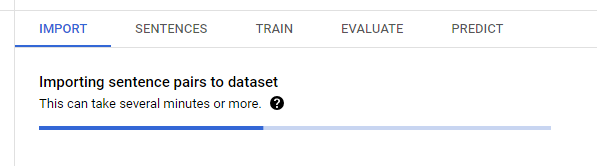 IMPORT SENTENCES TRAIN EVALUATE PREDICT
Importing sentence pairs to dataset
This can take several minutes or more. ?